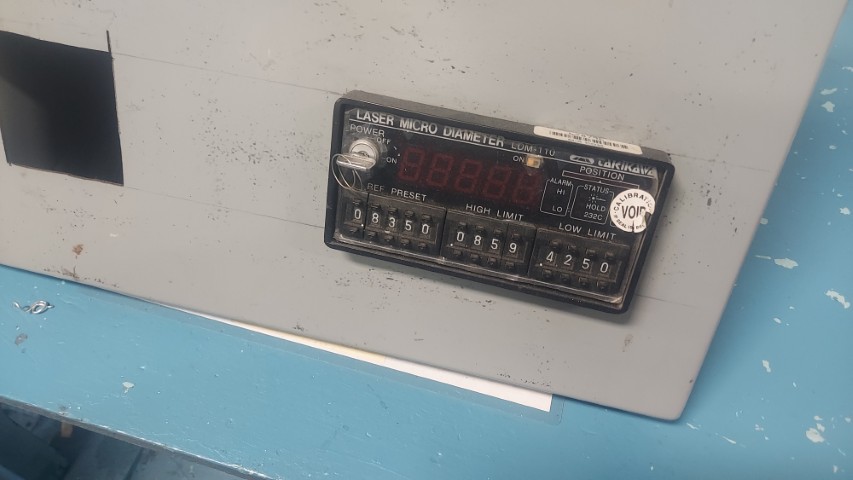 LASER MICRO DIAMETER LDM-110
takikawa
POWER
OFF
ON
ON
POSITION
ALARM
HI
LO
STATUS
HOLD
232C
CALIBRATION
VOID
REF. PRESET
HIGH LIMIT
LOW LIMIT
08350
0859
4250